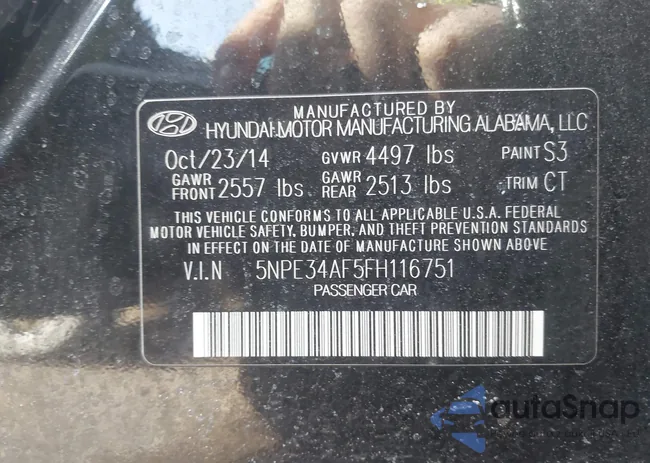 MANUFACTURED BY
HYUNDAI MOTOR MANUFACTURING ALABAMA, LLC
Oct/23/14 GVWR 4497 lbs PAINT S3
GAWR FRONT 2557 lbs GAWR REAR 2513 lbs TRIM CT
THIS VEHICLE CONFORMS TO ALL APPLICABLE U.S.A. FEDERAL
MOTOR VEHICLE SAFETY, BUMPER, AND THEFT PREVENTION STANDARDS
IN EFFECT ON THE DATE OF MANUFACTURE SHOWN ABOVE.
V.I.N 5NPE34AF5FH116751
PASSENGER CAR
autoSnap